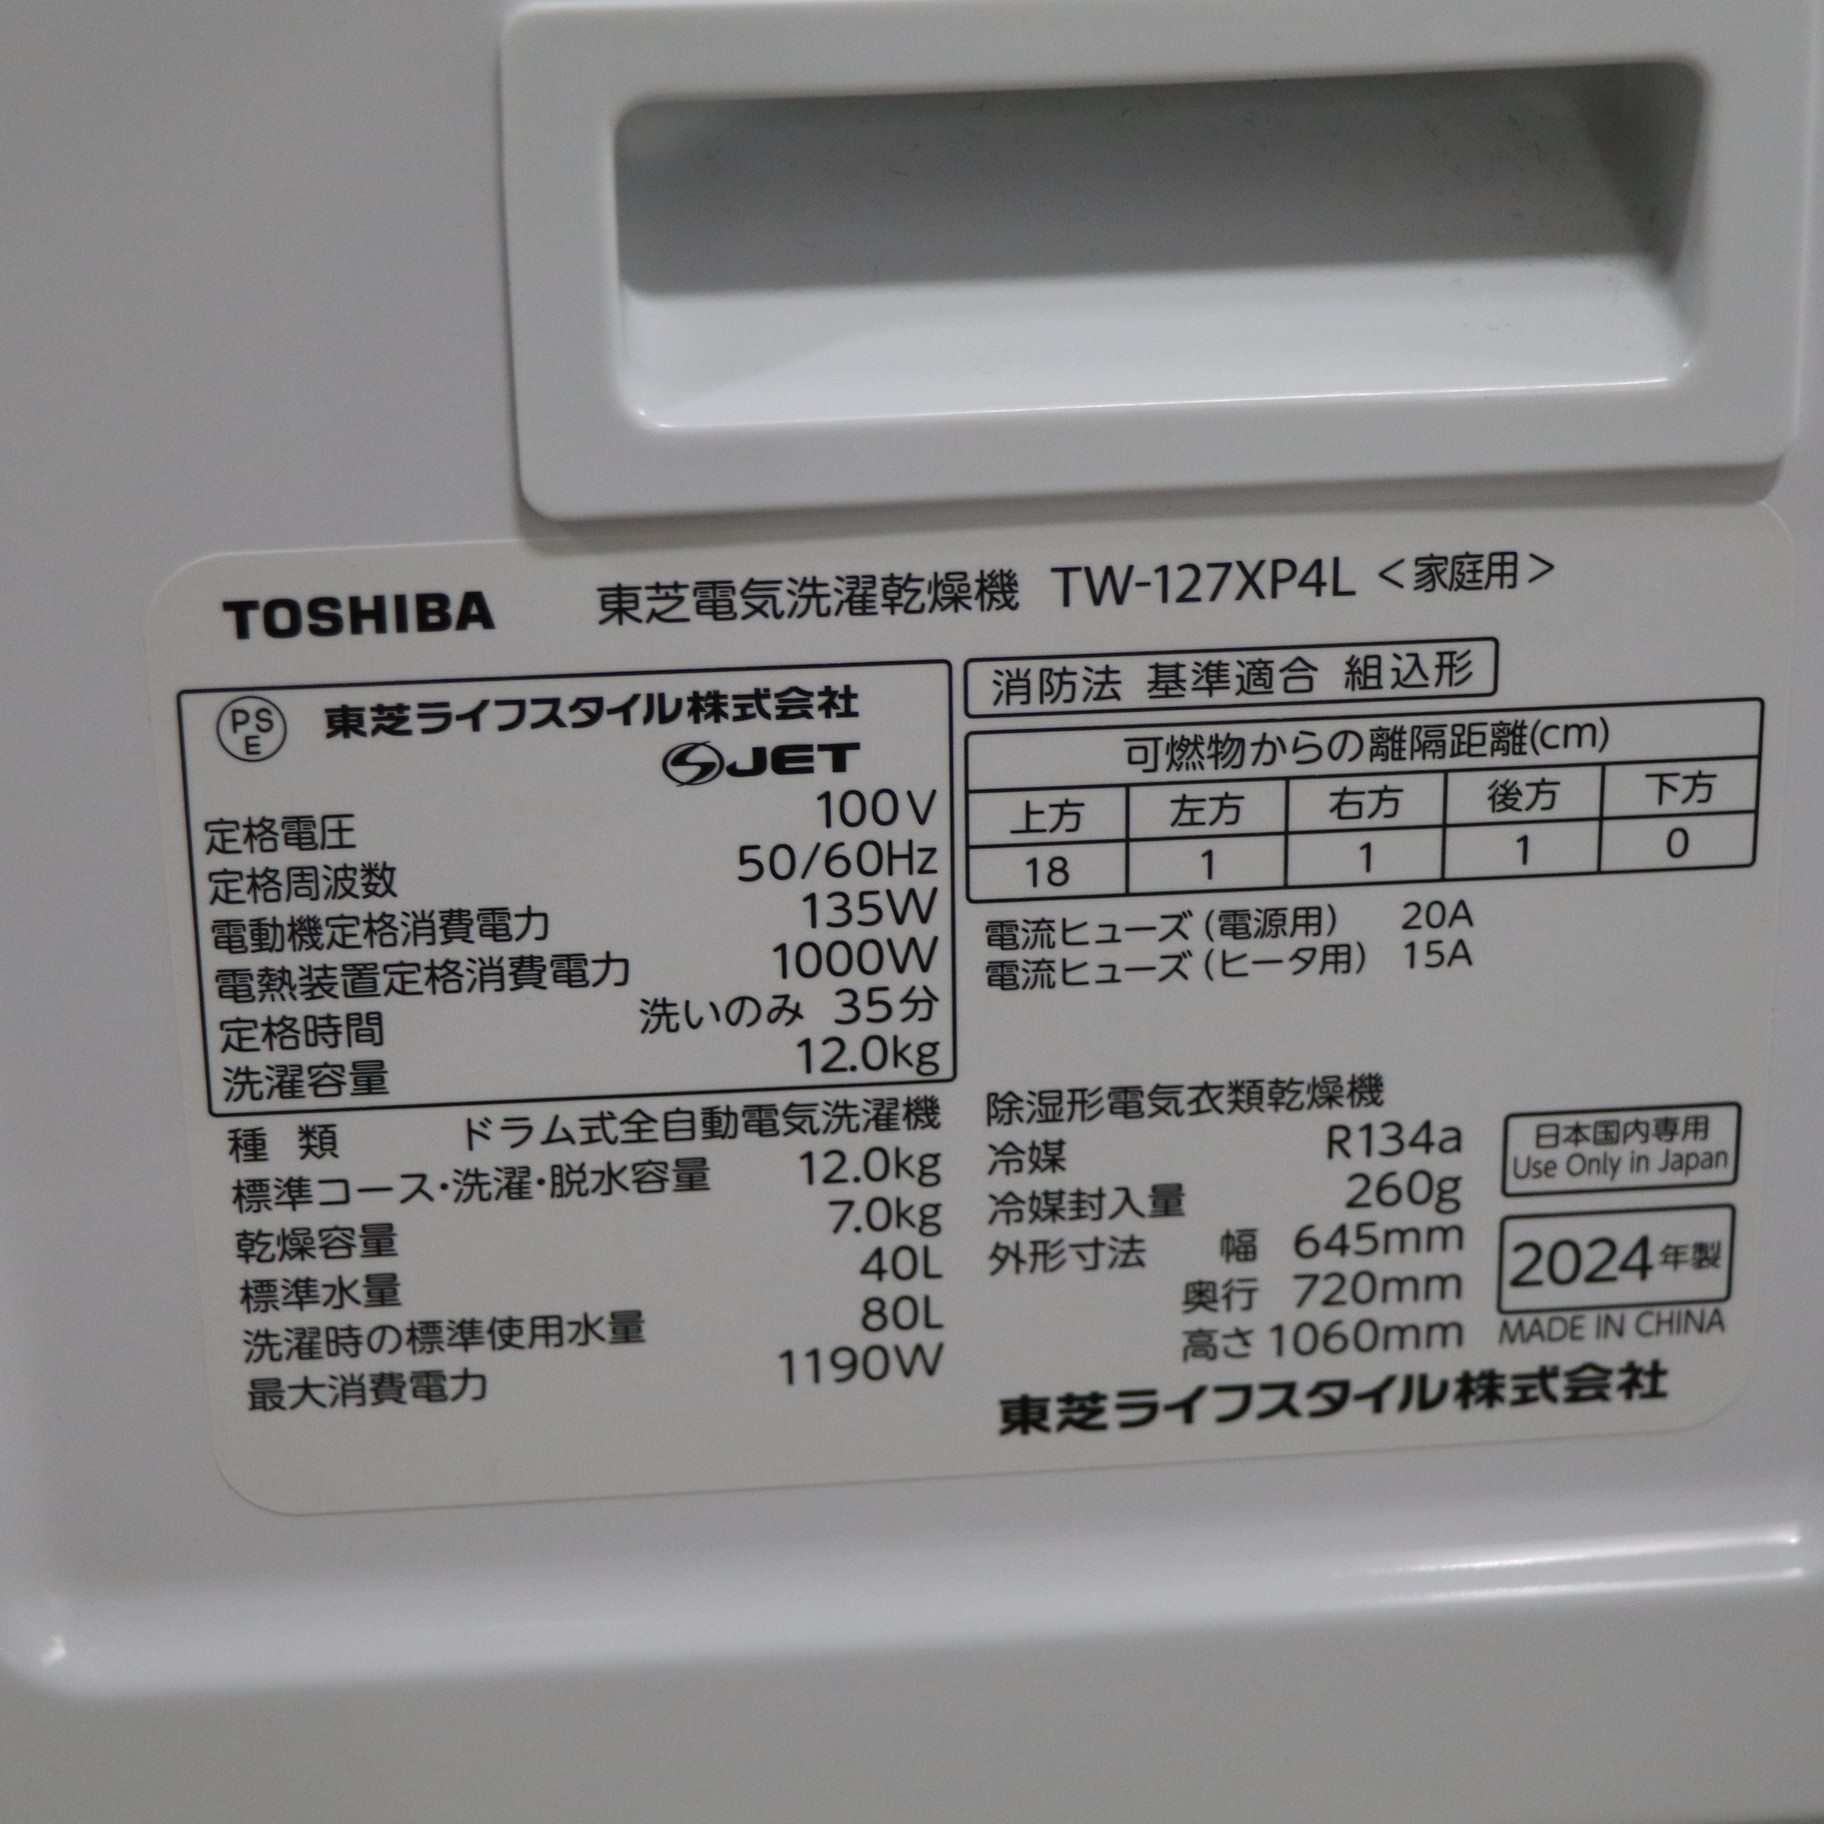 TOSHIBA 東芝電気洗濯乾燥機 TW-127XP4L <家庭用>
PSE 東芝ライフスタイル株式会社
S JET
定格電圧 100V
定格周波数 50/60Hz
電動機定格消費電力 135W
電熱装置定格消費電力 1000W
定格時間 洗いのみ 35分
洗濯容量 12.0kg
種 類 ドラム式全自動電気洗濯機
標準コース・洗濯・脱水容量 12.0kg
乾燥容量 7.0kg
標準水量 40L
洗濯時の標準使用水量 80L
最大消費電力 1190W
消防法 基準適合 組込形
可燃物からの離隔距離(cm)
上方 左方 右方 後方 下方
18 1 1 1 0
電流ヒューズ (電源用) 20A
電流ヒューズ (ヒータ用) 15A
除湿形電気衣類乾燥機
冷媒 R134a
冷媒封入量 260g
外形寸法 幅 645mm
奥行 720mm
高さ 1060mm
日本国内専用
Use Only in Japan
2024年製
MADE IN CHINA
東芝ライフスタイル株式会社